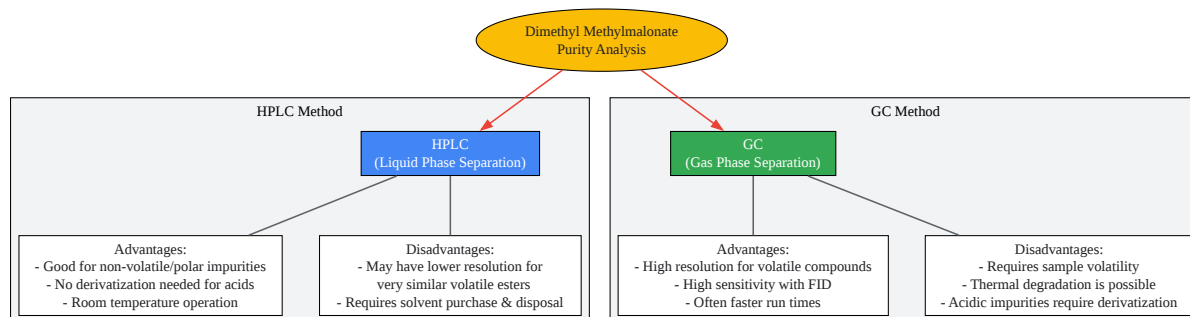 Dimethyl Methylmalonate
Purity Analysis
HPLC Method
HPLC
(Liquid Phase Separation)
Advantages:
- Good for non-volatile/polar impurities
- No derivatization needed for acids
- Room temperature operation
Disadvantages:
- May have lower resolution for
very similar volatile esters
- Requires solvent purchase & disposal
GC Method
GC
(Gas Phase Separation)
Advantages:
- High resolution for volatile compounds
- High sensitivity with FID
- Often faster run times
Disadvantages:
- Requires sample volatility
- Thermal degradation is possible
- Acidic impurities require derivatization